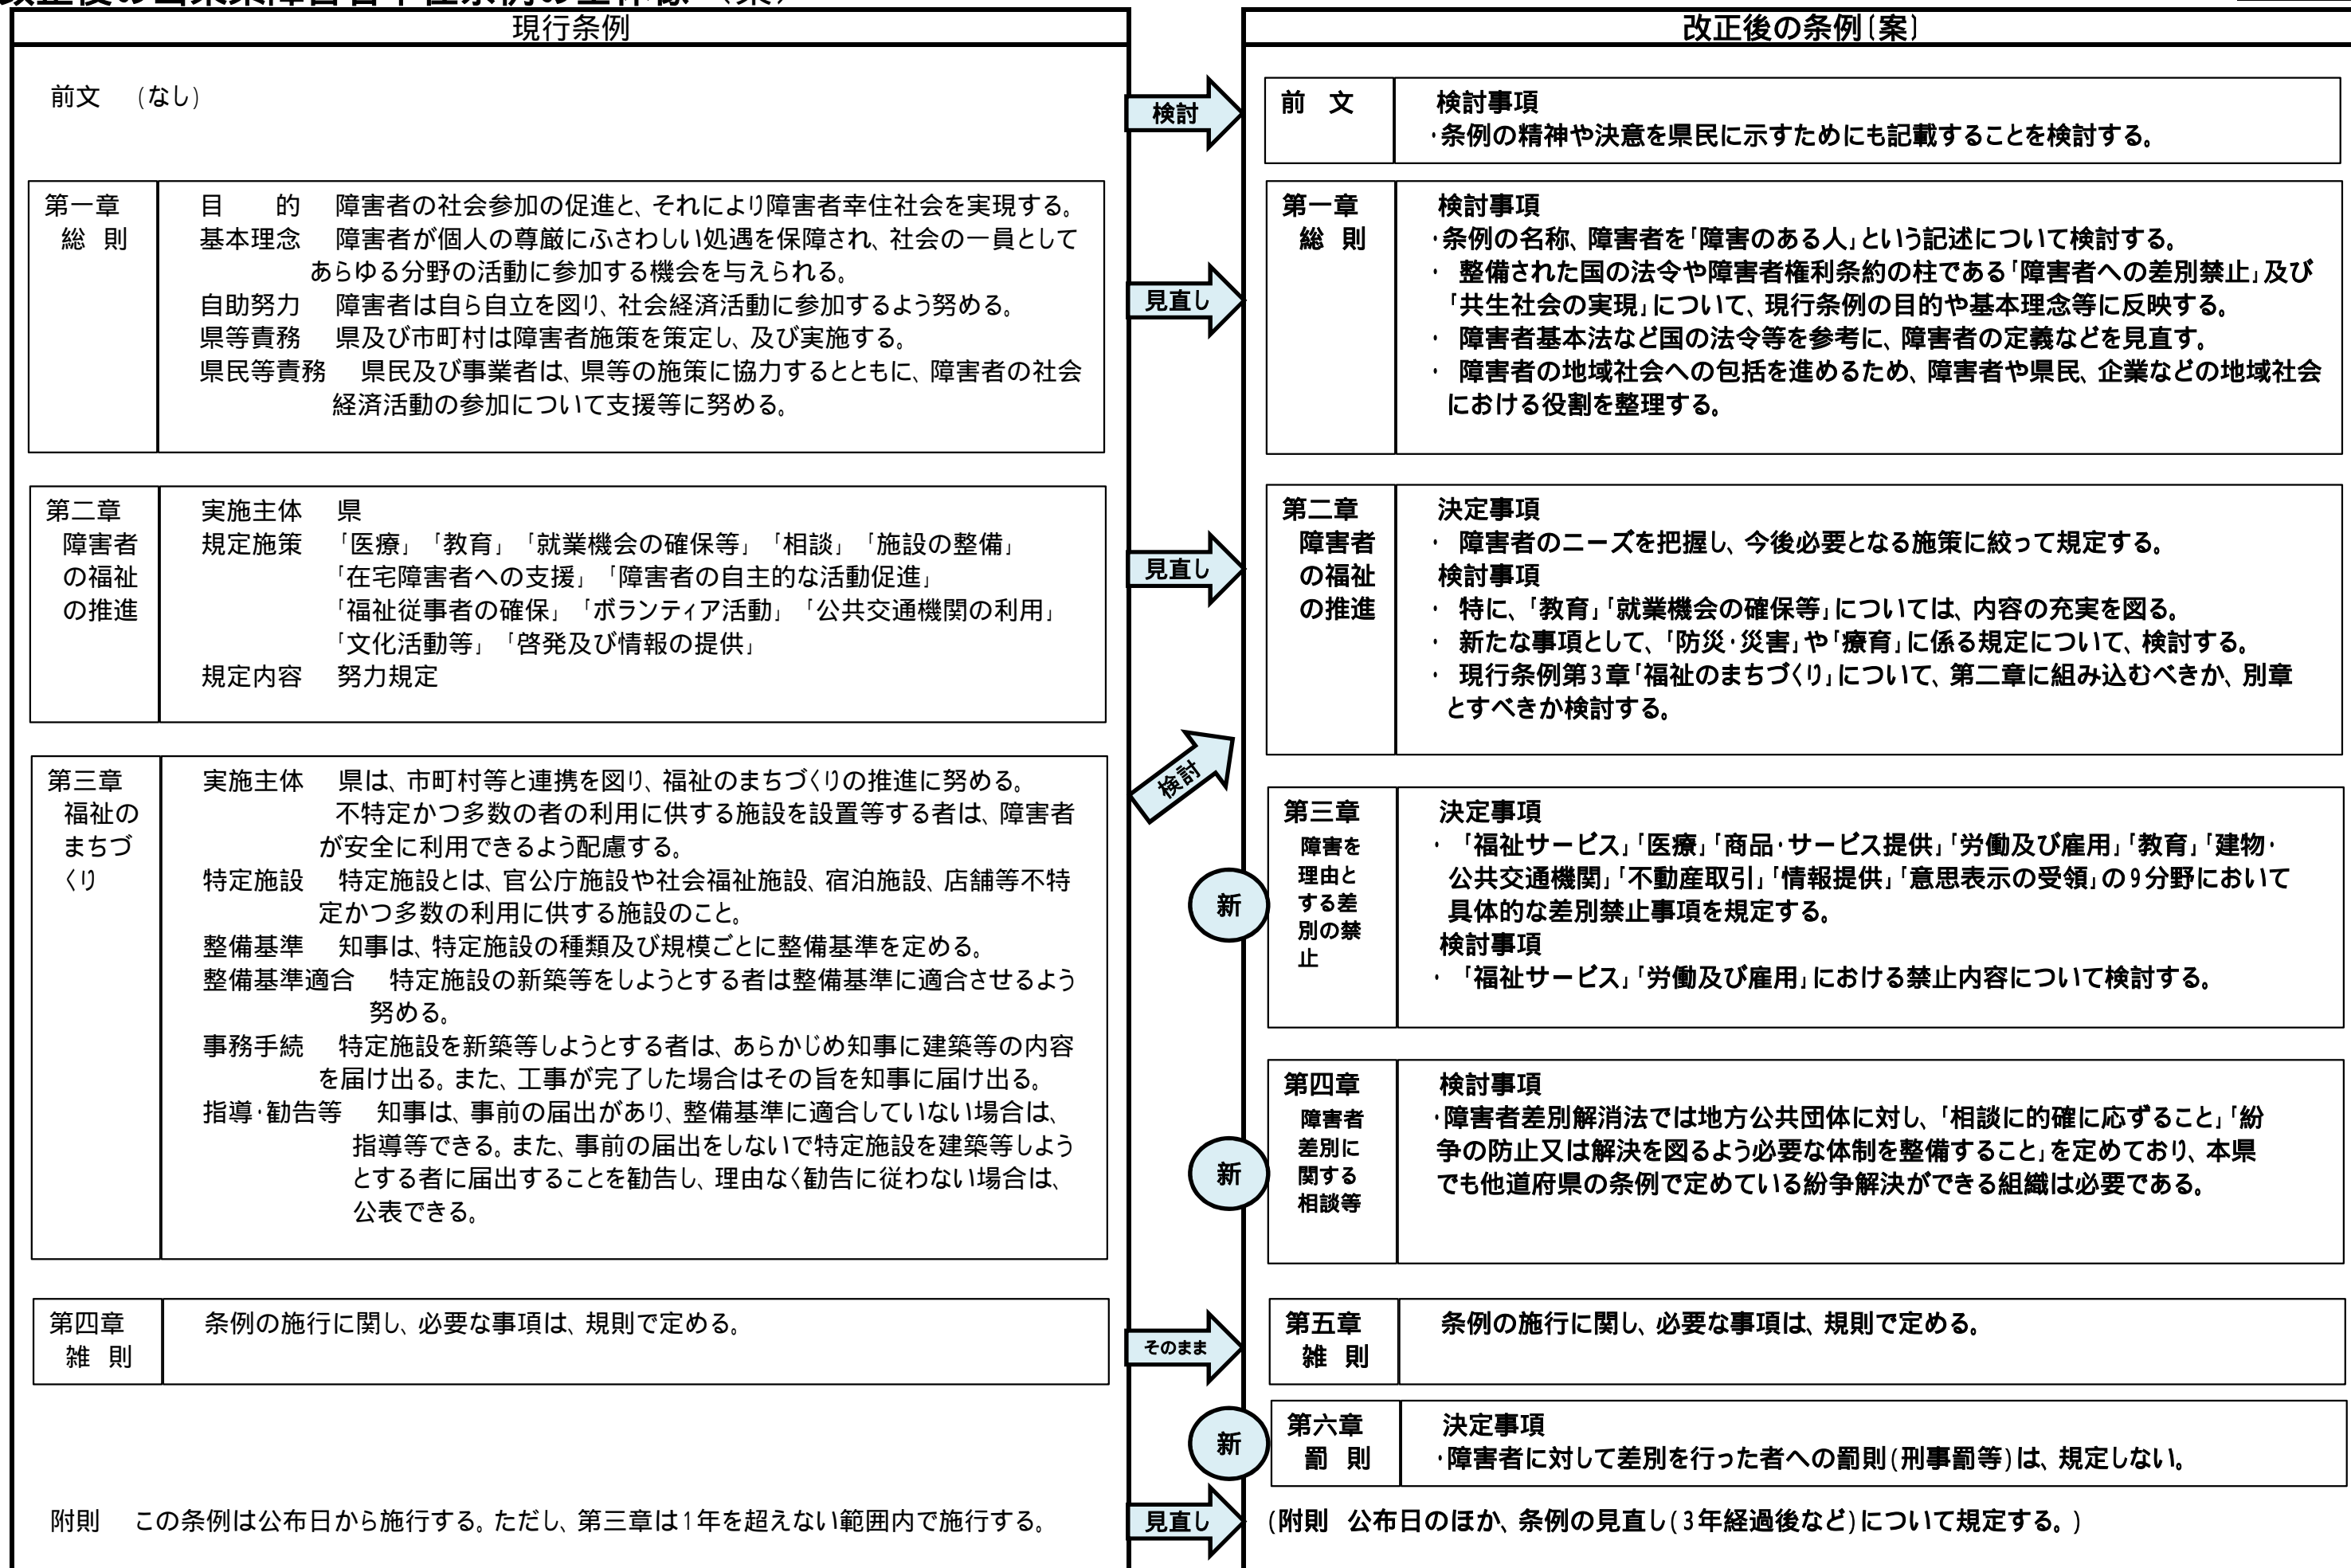 現行条例
前文 (なし)
第一章
総 則
目 的 障害者の社会参加の促進と、それにより障害者幸住社会を実現する。
基本理念 障害者が個人の尊厳にふさわしい処遇を保障され、社会の一員として
あらゆる分野の活動に参加する機会を与えられる。
自助努力 障害者は自ら自立を図り、社会経済活動に参加するよう努める。
県等責務 県及び市町村は障害者施策を策定し、及び実施する。
県民等責務 県民及び事業者は、県等の施策に協力するとともに、障害者の社会
経済活動の参加について支援等に努める。
第二章
障害者
の福祉
の推進
実施主体 県
規定施策 「医療」「教育」「就業機会の確保等」「相談」「施設の整備」
「在宅障害者への支援」「障害者の自主的な活動促進」
「福祉従事者の確保」「ボランティア活動」「公共交通機関の利用」
「文化活動等」「啓発及び情報の提供」
規定内容 努力規定
第三章
福祉の
まちづ
くり
実施主体 県は、市町村等と連携を図り、福祉のまちづくりの推進に努める。
不特定かつ多数の者の利用に供する施設を設置等する者は、障害者
が安全に利用できるよう配慮する。
特定施設 特定施設とは、官公庁施設や社会福祉施設、宿泊施設、店舗等不特
定かつ多数の利用に供する施設のこと。
整備基準 知事は、特定施設の種類及び規模ごとに整備基準を定める。
整備基準適合 特定施設の新築等をしようとする者は整備基準に適合させるよう
努める。
事務手続 特定施設を新築等しようとする者は、あらかじめ知事に建築等の内容
を届け出る。また、工事が完了した場合はその旨を知事に届け出る。
指導・勧告等 知事は、事前の届出があり、整備基準に適合していない場合は、
指導等できる。また、事前の届出をしないで特定施設を建築等しよう
とする者に届出することを勧告し、理由なく勧告に従わない場合は、
公表できる。
第四章
雑 則
条例の施行に関し、必要な事項は、規則で定める。
附則 この条例は公布日から施行する。ただし、第三章は1年を超えない範囲内で施行する。
検討
見直し
見直し
検討
新
新
そのまま
新
見直し
改正後の条例(案)
前 文
検討事項
・条例の精神や決意を県民に示すためにも記載することを検討する。
第一章
総 則
検討事項
・条例の名称、障害者を「障害のある人」という記述について検討する。
・ 整備された国の法令や障害者権利条約の柱である「障害者への差別禁止」及び
「共生社会の実現」について、現行条例の目的や基本理念等に反映する。
・ 障害者基本法など国の法令等を参考に、障害者の定義などを見直す。
・ 障害者の地域社会への包括を進めるため、障害者や県民、企業などの地域社会
における役割を整理する。
第二章
障害者
の福祉
の推進
決定事項
・ 障害者のニーズを把握し、今後必要となる施策に絞って規定する。
検討事項
・ 特に、「教育」「就業機会の確保等」については、内容の充実を図る。
・ 新たな事項として、「防災・災害」や「療育」に係る規定について、検討する。
・ 現行条例第3章「福祉のまちづくり」について、第二章に組み込むべきか、別章
とすべきか検討する。
第三章
障害を
理由と
する差
別の禁
止
決定事項
・ 「福祉サービス」「医療」「商品・サービス提供」「労働及び雇用」「教育」「建物・
公共交通機関」「不動産取引」「情報提供」「意思表示の受領」の9分野において
具体的な差別禁止事項を規定する。
検討事項
・ 「福祉サービス」「労働及び雇用」における禁止内容について検討する。
第四章
障害者
差別に
関する
相談等
検討事項
・障害者差別解消法では地方公共団体に対し、「相談に的確に応ずること」「紛
争の防止又は解決を図るよう必要な体制を整備すること」を定めており、本県
でも他道府県の条例で定めている紛争解決ができる組織は必要である。
第五章
雑 則
条例の施行に関し、必要な事項は、規則で定める。
第六章
罰 則
決定事項
・障害者に対して差別を行った者への罰則(刑事罰等)は、規定しない。
(附則 公布日のほか、条例の見直し(3年経過後など)について規定する。)